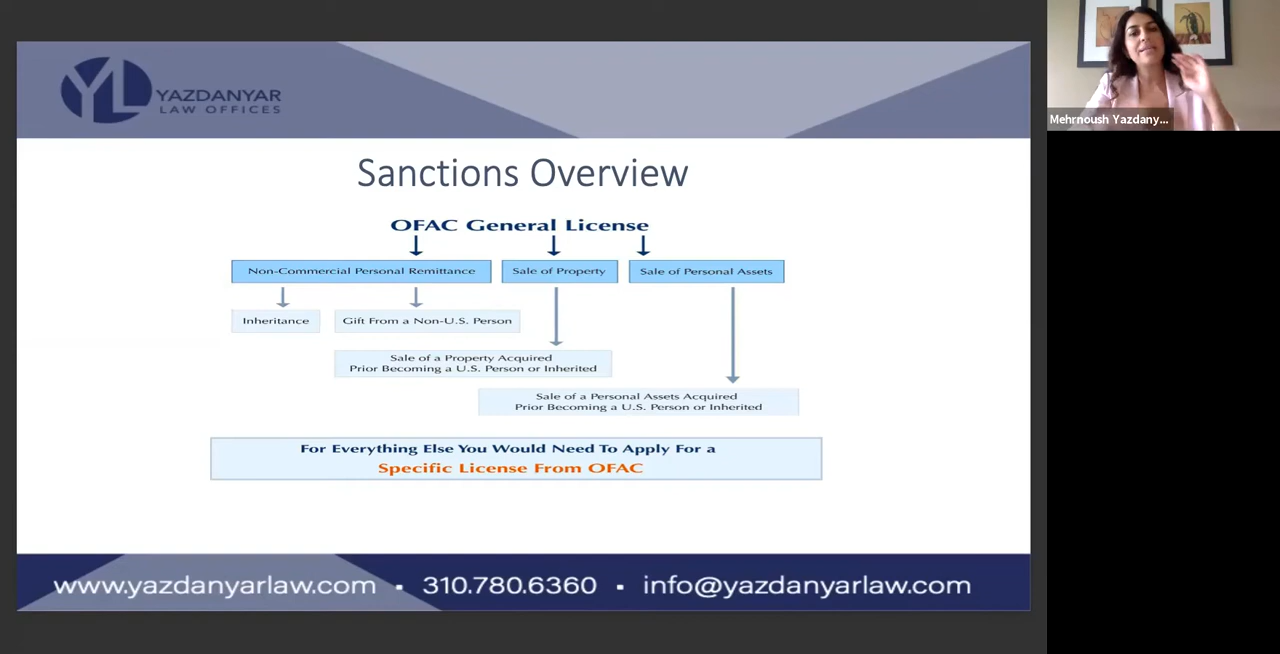 YL YAZDANYAR
LAW OFFICES
Mehrnoush Yazdany...
Sanctions Overview
OFAC General License
Non-Commercial Personal Remittance
Sale of Property
Sale of Personal Assets
Inheritance
Gift From a Non-U.S. Person
Sale of a Property Acquired
Prior Becoming a U.S. Person or Inherited
Sale of a Personal Assets Acquired
Prior Becoming a U.S. Person or Inherited
For Everything Else You Would Need To Apply For a
Specific License From OFAC
www.yazdanyarlaw.com ▪ 310.780.6360 ▪ info@yazdanyarlaw.com